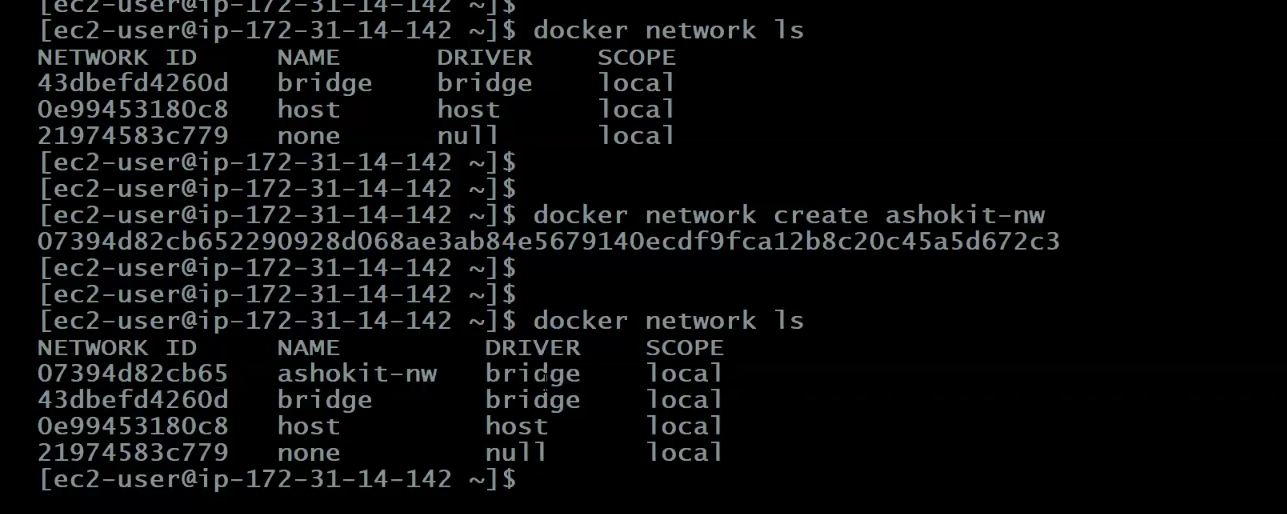 [ec2-user@ip-172-31-14-142 ~]$
[ec2-user@ip-172-31-14-142 ~]$ docker network ls
NETWORK ID     NAME      DRIVER    SCOPE
43dbefd4260d   bridge    bridge    local
0e99453180c8   host      host      local
21974583c779   none      null      local
[ec2-user@ip-172-31-14-142 ~]$
[ec2-user@ip-172-31-14-142 ~]$
[ec2-user@ip-172-31-14-142 ~]$ docker network create ashokit-nw
07394d82cb652290928d068ae3ab84e5679140ecdf9fca12b8c20c45a5d672c3
[ec2-user@ip-172-31-14-142 ~]$
[ec2-user@ip-172-31-14-142 ~]$
[ec2-user@ip-172-31-14-142 ~]$ docker network ls
NETWORK ID     NAME         DRIVER    SCOPE
07394d82cb65   ashokit-nw   bridge    local
43dbefd4260d   bridge       bridge    local
0e99453180c8   host         host      local
21974583c779   none         null      local
[ec2-user@ip-172-31-14-142 ~]$